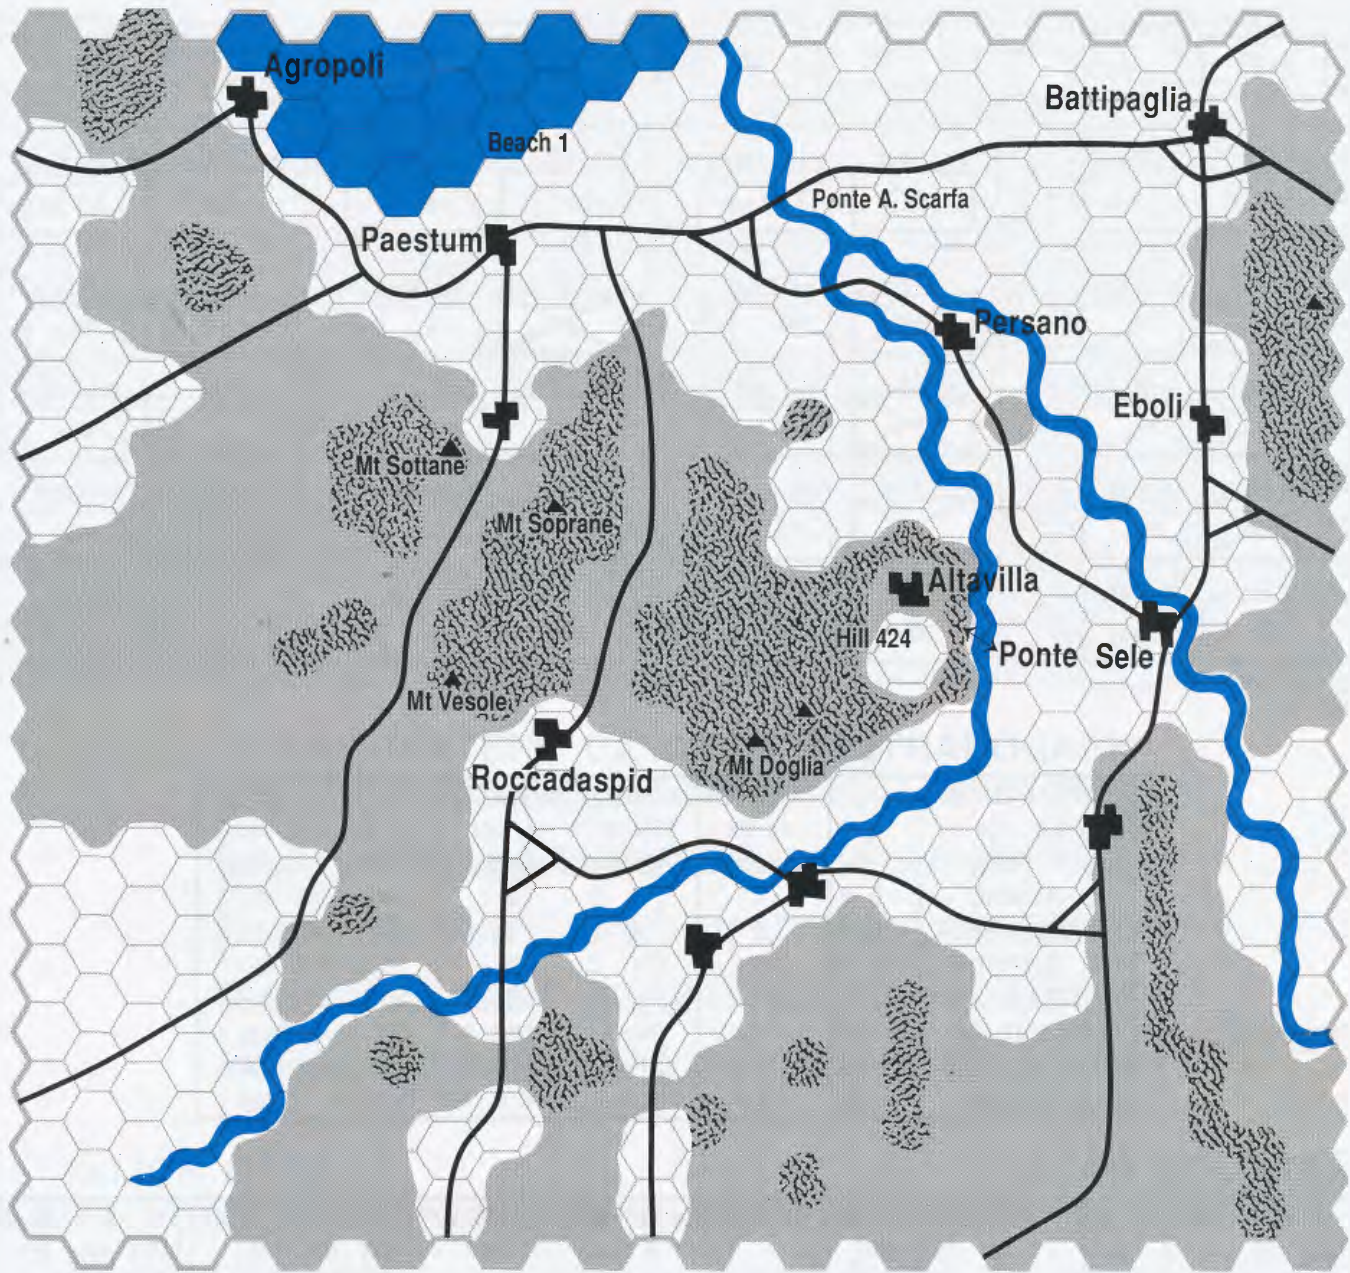 Agropoli
Battipaglia
Beach 1
Ponte A. Scarfa
Paestum
Persano
Eboli
Mt Sottane
Mt Soprane
Altavilla
Hill 424
Ponte Sele
Mt Vesole
Mt Doglia
Roccadaspid